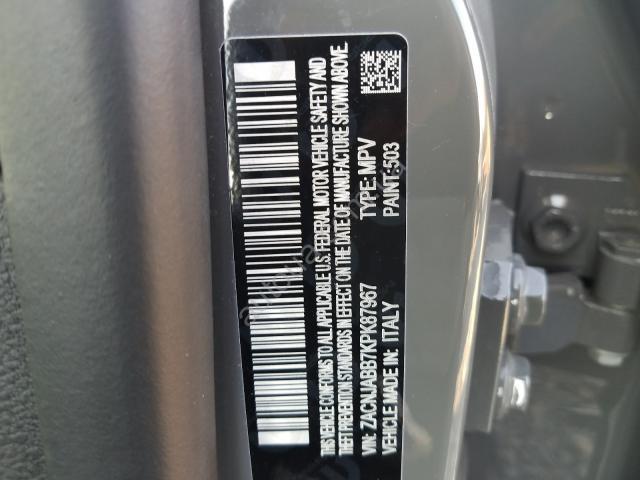 THIS VEHICLE CONFORMS TO ALL APPLICABLE U.S. FEDERAL MOTOR VEHICLE SAFETY AND
THEFT PREVENTION STANDARDS IN EFFECT ON THE DATE OF MANUFACTURE SHOWN ABOVE.
VIN: ZACNJABB7KPK87967 TYPE: MPV
VEHICLE MADE IN: ITALY PAINT: 503